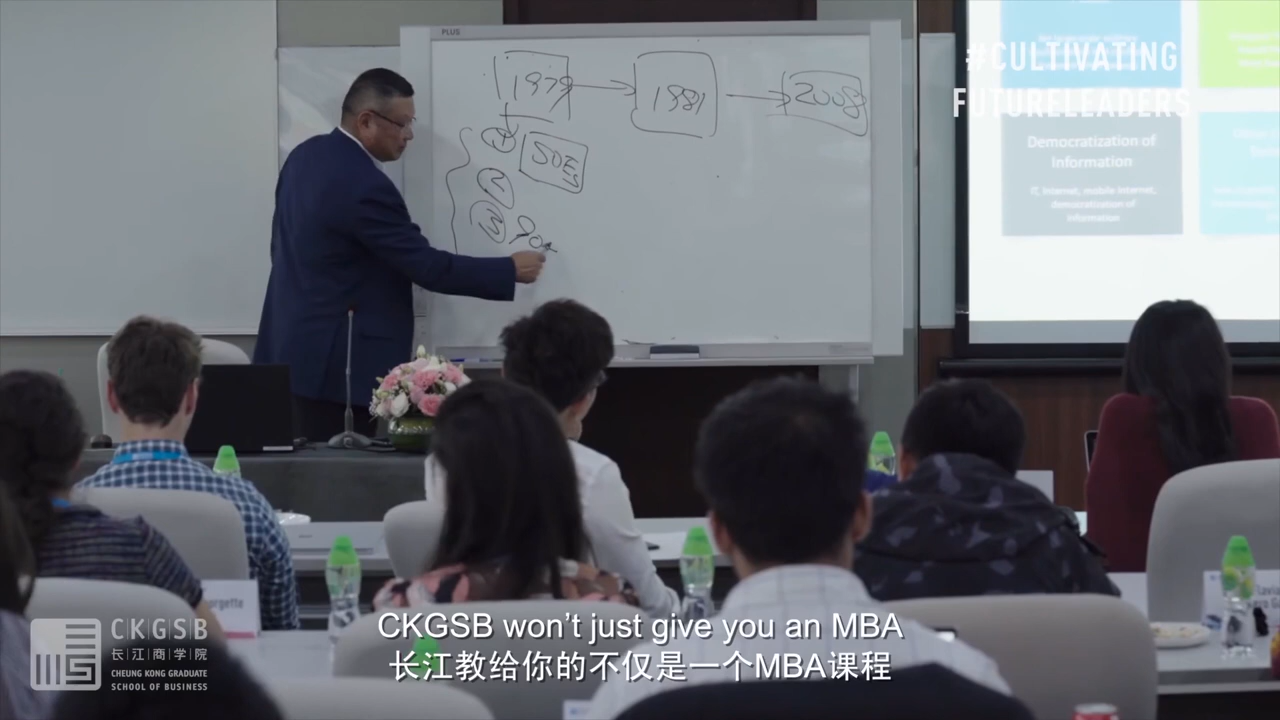 PLUS
#CULTIVATING
FUTURELEADERS
1979
1981
2008
1
SOEs
2
3
Democratization of
Information
IT, Internet, mobile internet,
democratization of
information
CKGSB won't just give you an MBA
长江教给你的不仅是一个MBA课程
CKGSB
长江商学院
CHEUNG KONG GRADUATE
SCHOOL OF BUSINESS